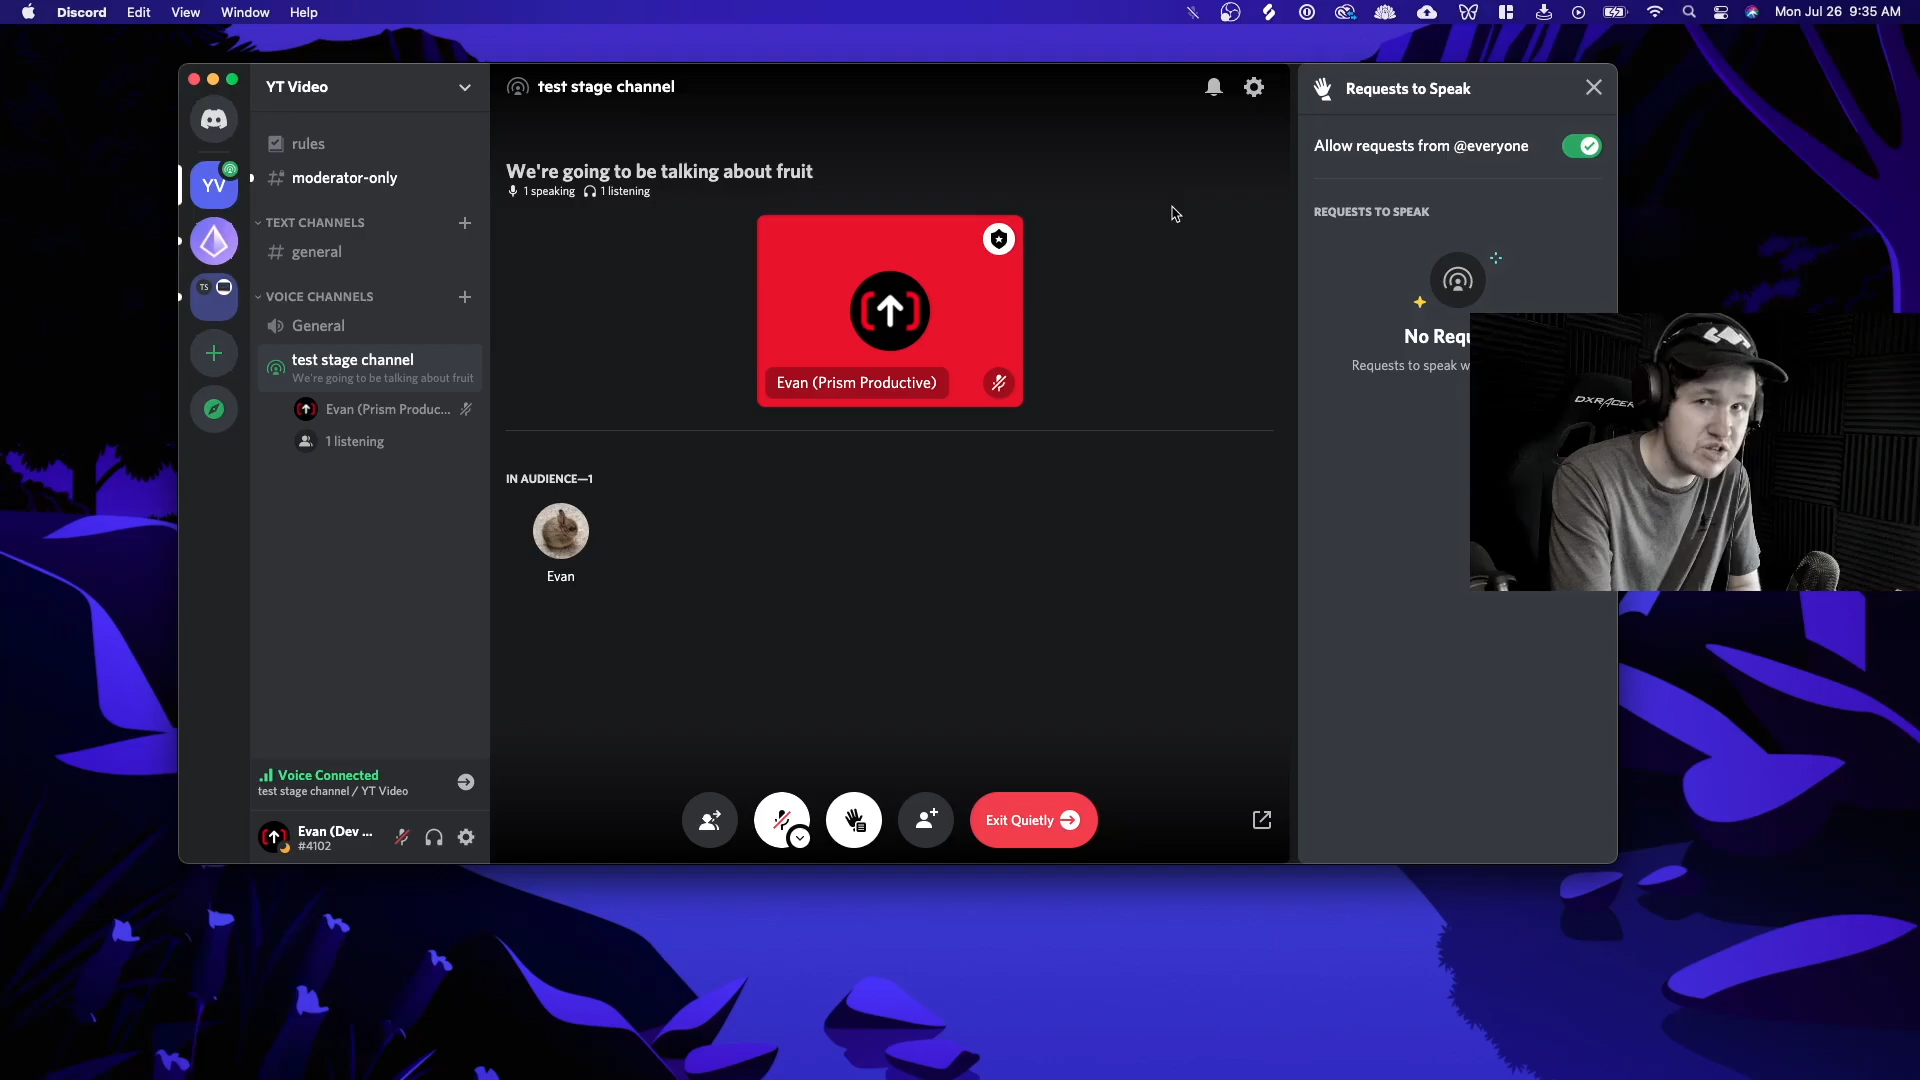 Discord Edit View Window Help
Mon Jul 26 9:35 AM
YT Video
rules
moderator-only
TEXT CHANNELS
general
VOICE CHANNELS
General
test stage channel
We're going to be talking about fruit
Evan (Prism Produc...
1 listening
Voice Connected
test stage channel / YT Video
Evan (Dev ...
#4102
YV
TS
test stage channel
We're going to be talking about fruit
1 speaking 1 listening
Evan (Prism Productive)
IN AUDIENCE—1
Evan
Exit Quietly
Requests to Speak
Allow requests from @everyone
REQUESTS TO SPEAK
No Requ
Requests to speak w
DXRACER